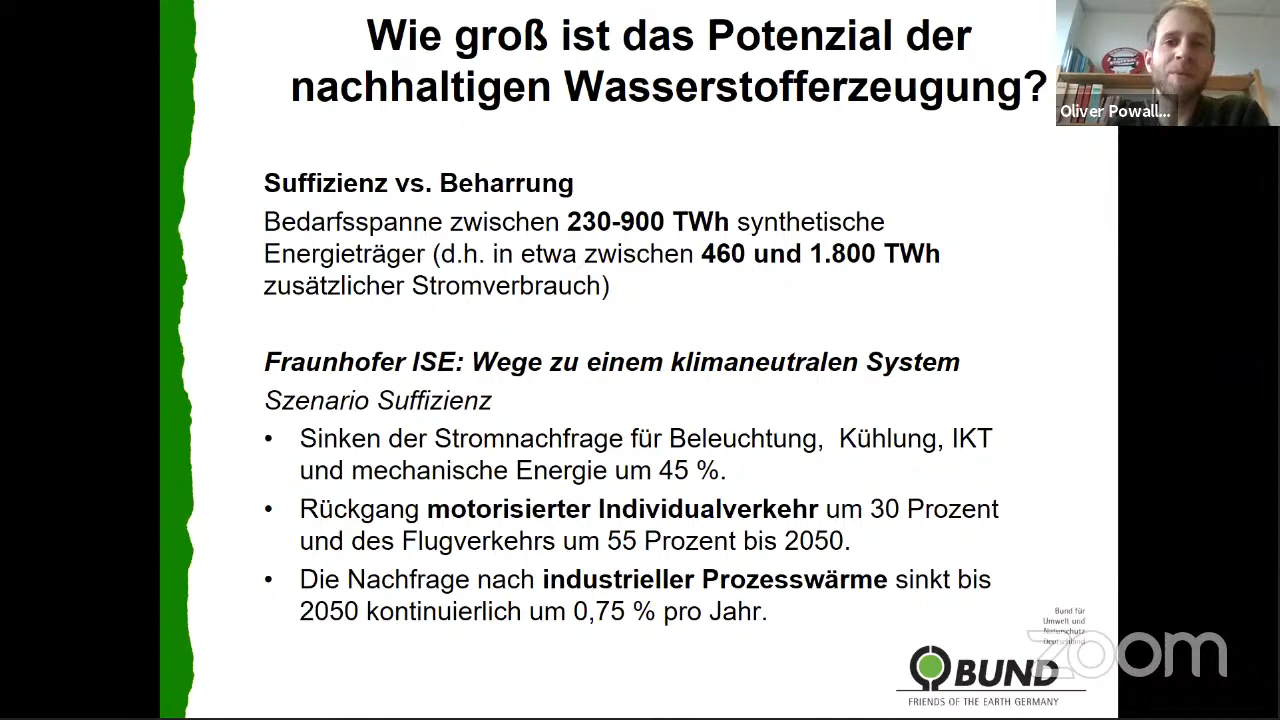 Wie groß ist das Potenzial der
nachhaltigen Wasserstofferzeugung?
Oliver Powall...
Suffizienz vs. Beharrung
Bedarfsspanne zwischen 230-900 TWh synthetische
Energieträger (d.h. in etwa zwischen 460 und 1.800 TWh
zusätzlicher Stromverbrauch)
Fraunhofer ISE: Wege zu einem klimaneutralen System
Szenario Suffizienz
• Sinken der Stromnachfrage für Beleuchtung, Kühlung, IKT
und mechanische Energie um 45 %.
• Rückgang motorisierter Individualverkehr um 30 Prozent
und des Flugverkehrs um 55 Prozent bis 2050.
• Die Nachfrage nach industrieller Prozesswärme sinkt bis
2050 kontinuierlich um 0,75 % pro Jahr.
Bund für
Umwelt und
Naturschutz
Deutschland
zoom
BUND
FRIENDS OF THE EARTH GERMANY